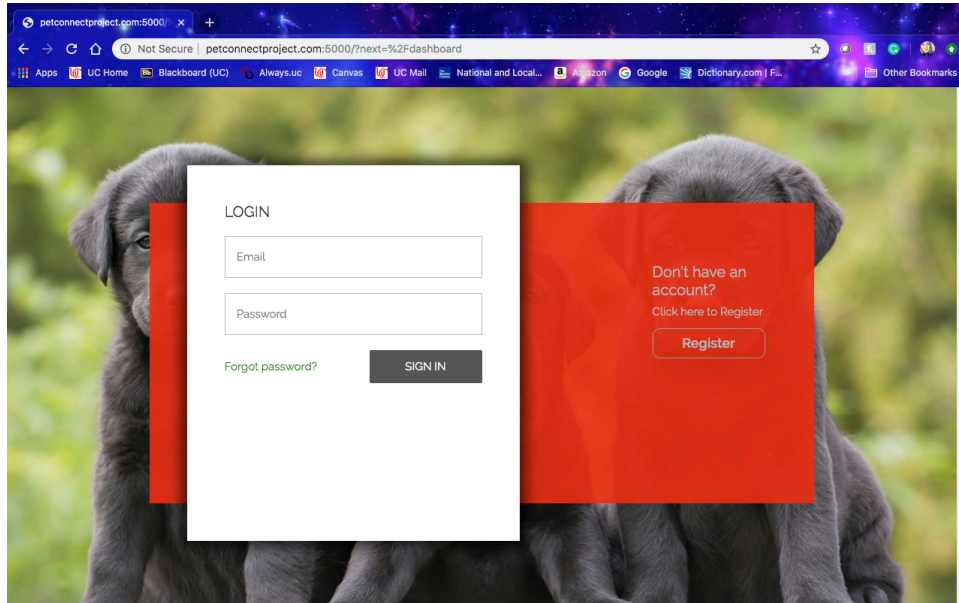 petconnectproject.com:5000/?
Not Secure | petconnectproject.com:5000/?next=%2Fdashboard
Apps UC Home Bb Blackboard (UC) Always.uc Canvas UC Mail National and Local... a Amazon G Google Dictionary.com | F... Other Bookmarks
LOGIN
Email
Password
Forgot password?
SIGN IN
Don't have an
account?
Click here to Register
Register